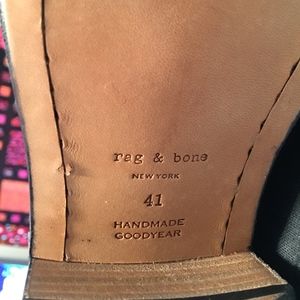 rag & bone
NEW YORK
41
HANDMADE
GOODYEAR